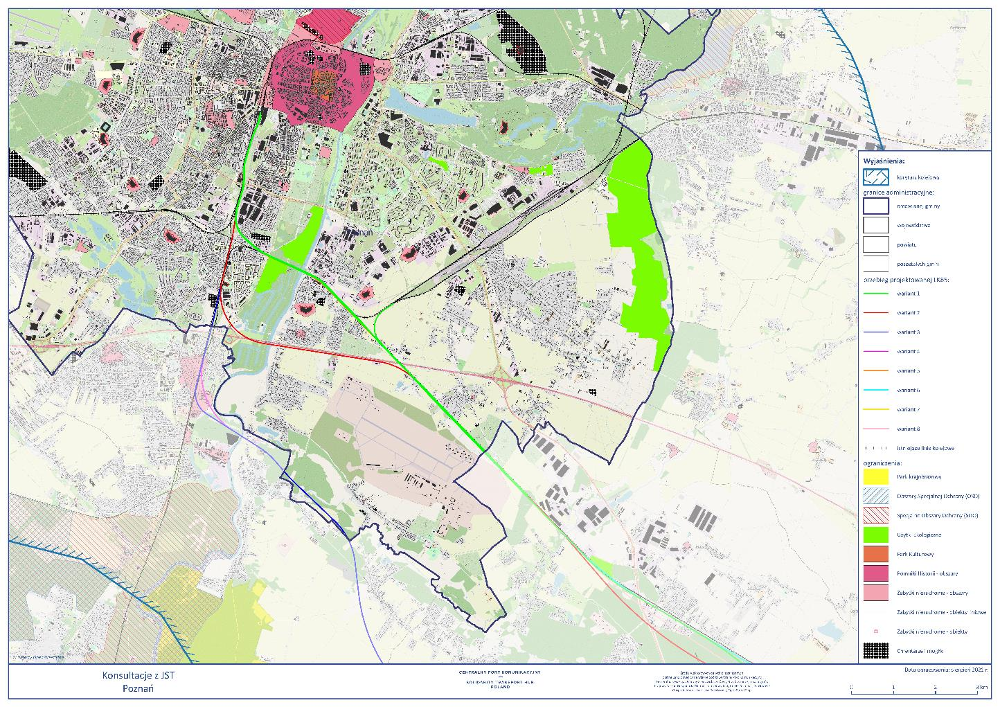 Wyjaśnienia:
korytarz kolejowy
granice administracyjne:
omawianej gminy
województwa
powiatu
pozostałych gmin
przebieg projektowanej LK85:
wariant 1
wariant 2
wariant 3
wariant 4
wariant 5
wariant 6
wariant 7
wariant 8
istniejące linie kolejowe
ograniczenia:
Park krajobrazowy
Obszary Specjalnej Ochrony (OSO)
Specjalne Obszary Ochrony (SOO)
Użytki Ekologiczne
Park Kulturowy
Pomniki Historii - obszary
Zabytki nieruchome - obszary
Zabytki nieruchome - obiekty liniowe
Zabytki nieruchome - obiekty
Cmentarze i mogiły
Konsultacje z JST
Poznań
CENTRALNY PORT KOMUNIKACYJNY
SOLIDARITY TRANSPORT HUB
POLAND
Data opracowania: sierpień 2021 r.
0 1 2 3 km